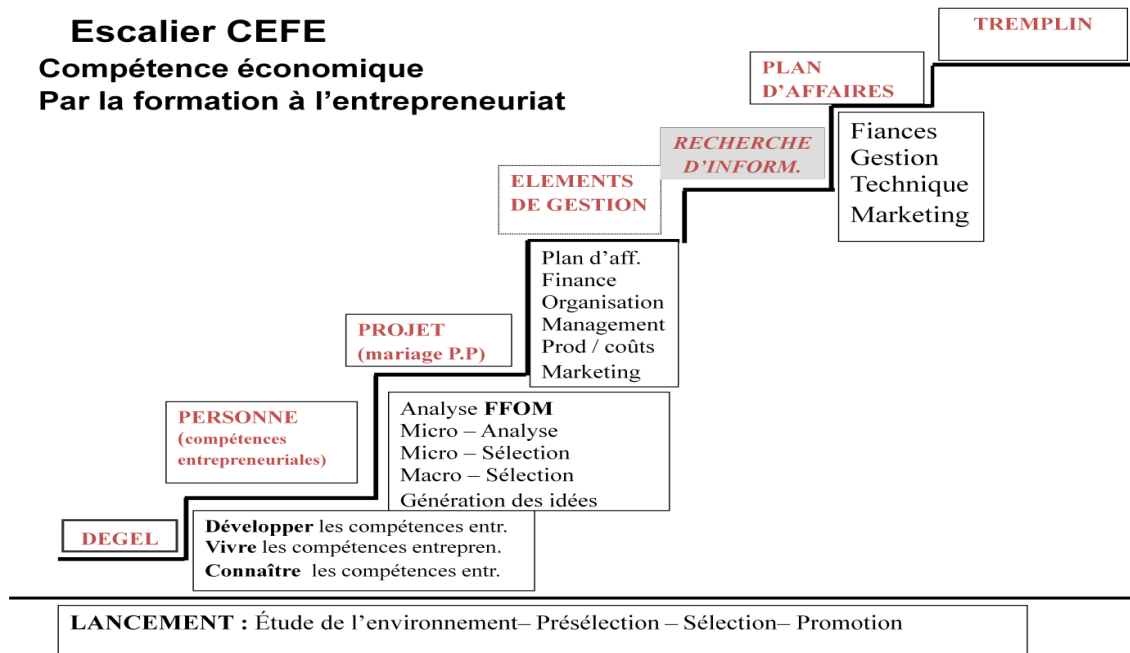 Escalier CEFE
Compétence économique
Par la formation à l'entrepreneuriat
TREMPLIN
PLAN
D'AFFAIRES
Fiances
Gestion
Technique
Marketing
RECHERCHE
D'INFORM.
ELEMENTS
DE GESTION
Plan d'aff.
Finance
Organisation
Management
Prod / coûts
Marketing
PROJET
(mariage P.P)
Analyse FFOM
Micro – Analyse
Micro – Sélection
Macro – Sélection
Génération des idées
PERSONNE
(compétences
entrepreneuriales)
Développer les compétences entr.
Vivre les compétences entrepren.
Connaître les compétences entr.
DEGEL
LANCEMENT : Étude de l'environnement– Présélection – Sélection– Promotion